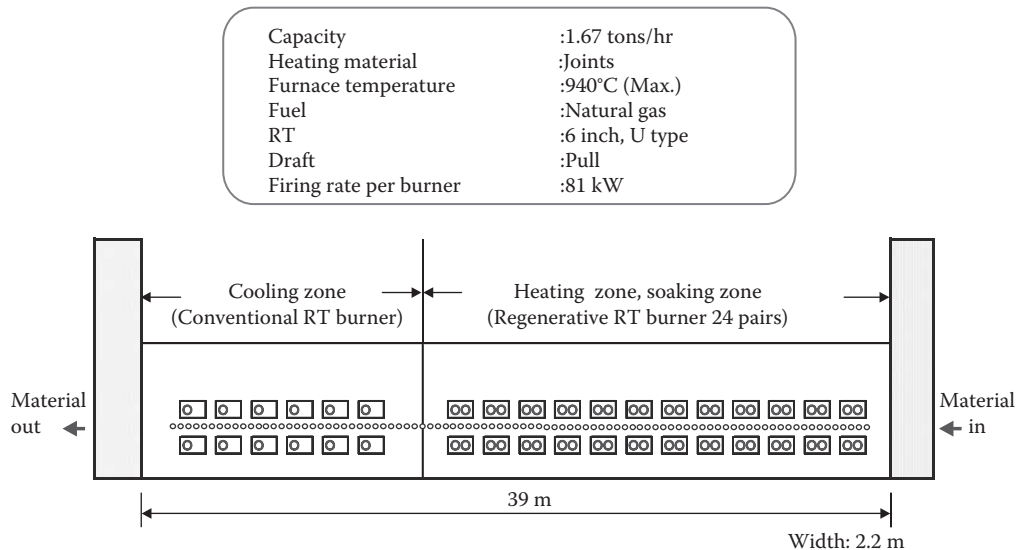 Capacity :1.67 tons/hr
Heating material :Joints
Furnace temperature :940°C (Max.)
Fuel :Natural gas
RT :6 inch, U type
Draft :Pull
Firing rate per burner :81 kW
Cooling zone
(Conventional RT burner)
Heating zone, soaking zone
(Regenerative RT burner 24 pairs)
Material
out
Material
in
39 m
Width: 2.2 m